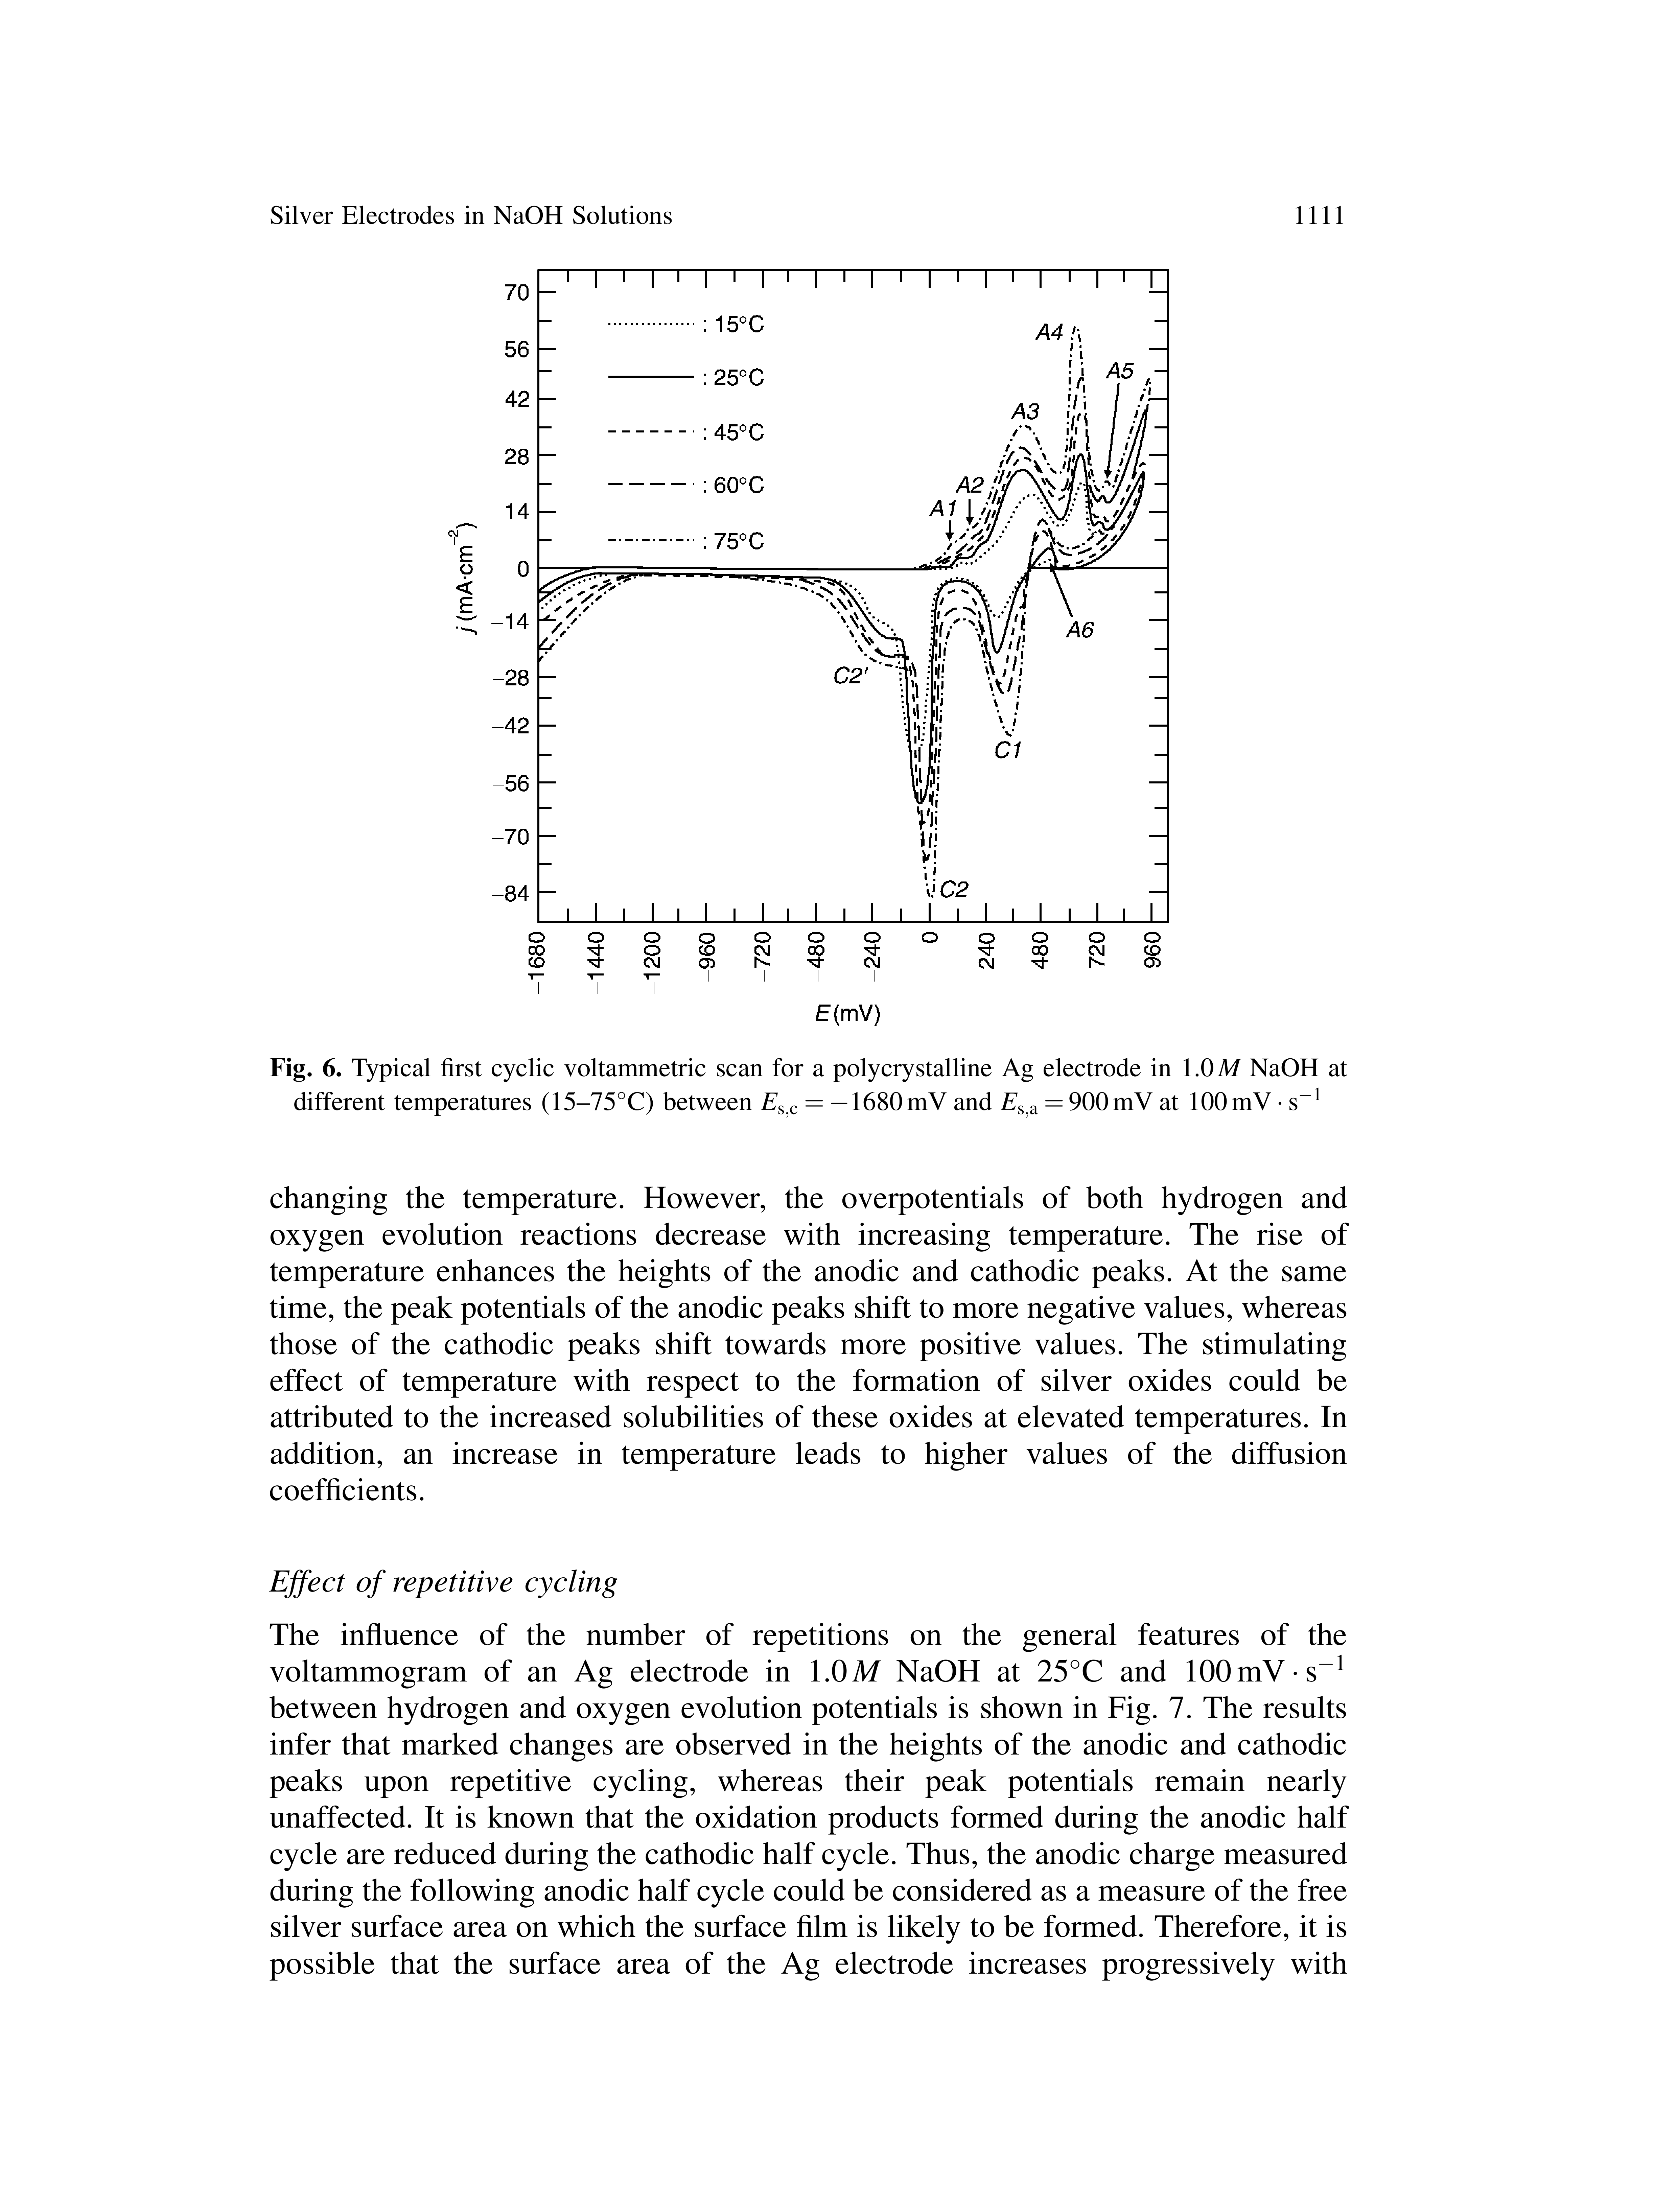 Silver Electrodes in NaOH Solutions 1111
70
56
42
28
14
0
–14
–28
–42
–56
–70
–84
j (mA·cm⁻²)
: 15°C
: 25°C
: 45°C
: 60°C
: 75°C
A1
A2
A3
A4
A5
A6
C2′
C1
C2
–1680
–1440
–1200
–960
–720
–480
–240
0
240
480
720
960
E (mV)
Fig. 6. Typical first cyclic voltammetric scan for a polycrystalline Ag electrode in 1.0 M NaOH at
different temperatures (15–75°C) between Es,c = −1680 mV and Es,a = 900 mV at 100 mV · s⁻¹
changing the temperature. However, the overpotentials of both hydrogen and
oxygen evolution reactions decrease with increasing temperature. The rise of
temperature enhances the heights of the anodic and cathodic peaks. At the same
time, the peak potentials of the anodic peaks shift to more negative values, whereas
those of the cathodic peaks shift towards more positive values. The stimulating
effect of temperature with respect to the formation of silver oxides could be
attributed to the increased solubilities of these oxides at elevated temperatures. In
addition, an increase in temperature leads to higher values of the diffusion
coefficients.
Effect of repetitive cycling
The influence of the number of repetitions on the general features of the
voltammogram of an Ag electrode in 1.0 M NaOH at 25°C and 100 mV · s⁻¹
between hydrogen and oxygen evolution potentials is shown in Fig. 7. The results
infer that marked changes are observed in the heights of the anodic and cathodic
peaks upon repetitive cycling, whereas their peak potentials remain nearly
unaffected. It is known that the oxidation products formed during the anodic half
cycle are reduced during the cathodic half cycle. Thus, the anodic charge measured
during the following anodic half cycle could be considered as a measure of the free
silver surface area on which the surface film is likely to be formed. Therefore, it is
possible that the surface area of the Ag electrode increases progressively with